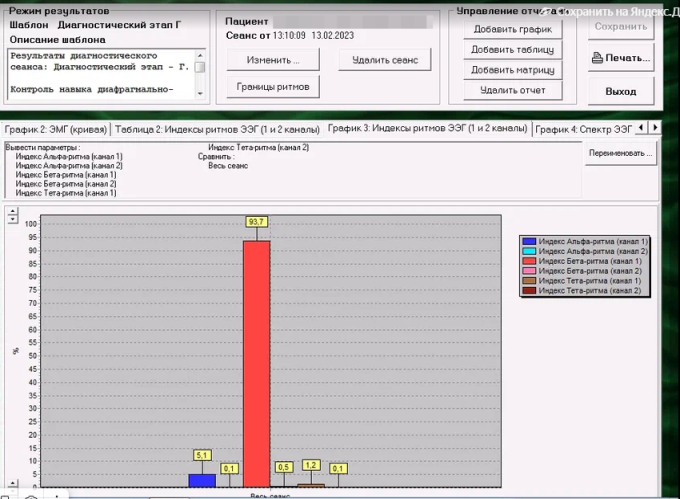 Режим результатов
Шаблон Диагностический этап Г
Описание шаблона
Результаты диагностического
сеанса: Диагностический этап - Г.
Контроль навыка диафрагмально-
Пациент
Сеанс от 13:10:09 13.02.2023
Изменить ...
Удалить сеанс
Границы ритмов
Управление отчетами
Добавить график
Добавить таблицу
Добавить матрицу
Удалить отчет
Сохранить на Яндекс.Д
Сохранить
Печать...
Выход
График 2: ЭМГ (кривая) Таблица 2: Индексы ритмов ЭЭГ (1 и 2 каналы) График 3: Индексы ритмов ЭЭГ (1 и 2 каналы) График 4: Спектр ЭЭГ
Вывести параметры :
Индекс Альфа-ритма (канал 1)
Индекс Альфа-ритма (канал 2)
Индекс Бета-ритма (канал 1)
Индекс Бета-ритма (канал 2)
Индекс Тета-ритма (канал 1)
Индекс Тета-ритма (канал 2)
Сравнить :
Весь сеанс
Переименовать ...
100
95
90
85
80
75
70
65
60
55
50
45
40
35
30
25
20
15
10
5
0
%
5,1
0,1
93,7
0,5
1,2
0,1
Весь сеанс
Индекс Альфа-ритма (канал 1)
Индекс Альфа-ритма (канал 2)
Индекс Бета-ритма (канал 1)
Индекс Бета-ритма (канал 2)
Индекс Тета-ритма (канал 1)
Индекс Тета-ритма (канал 2)